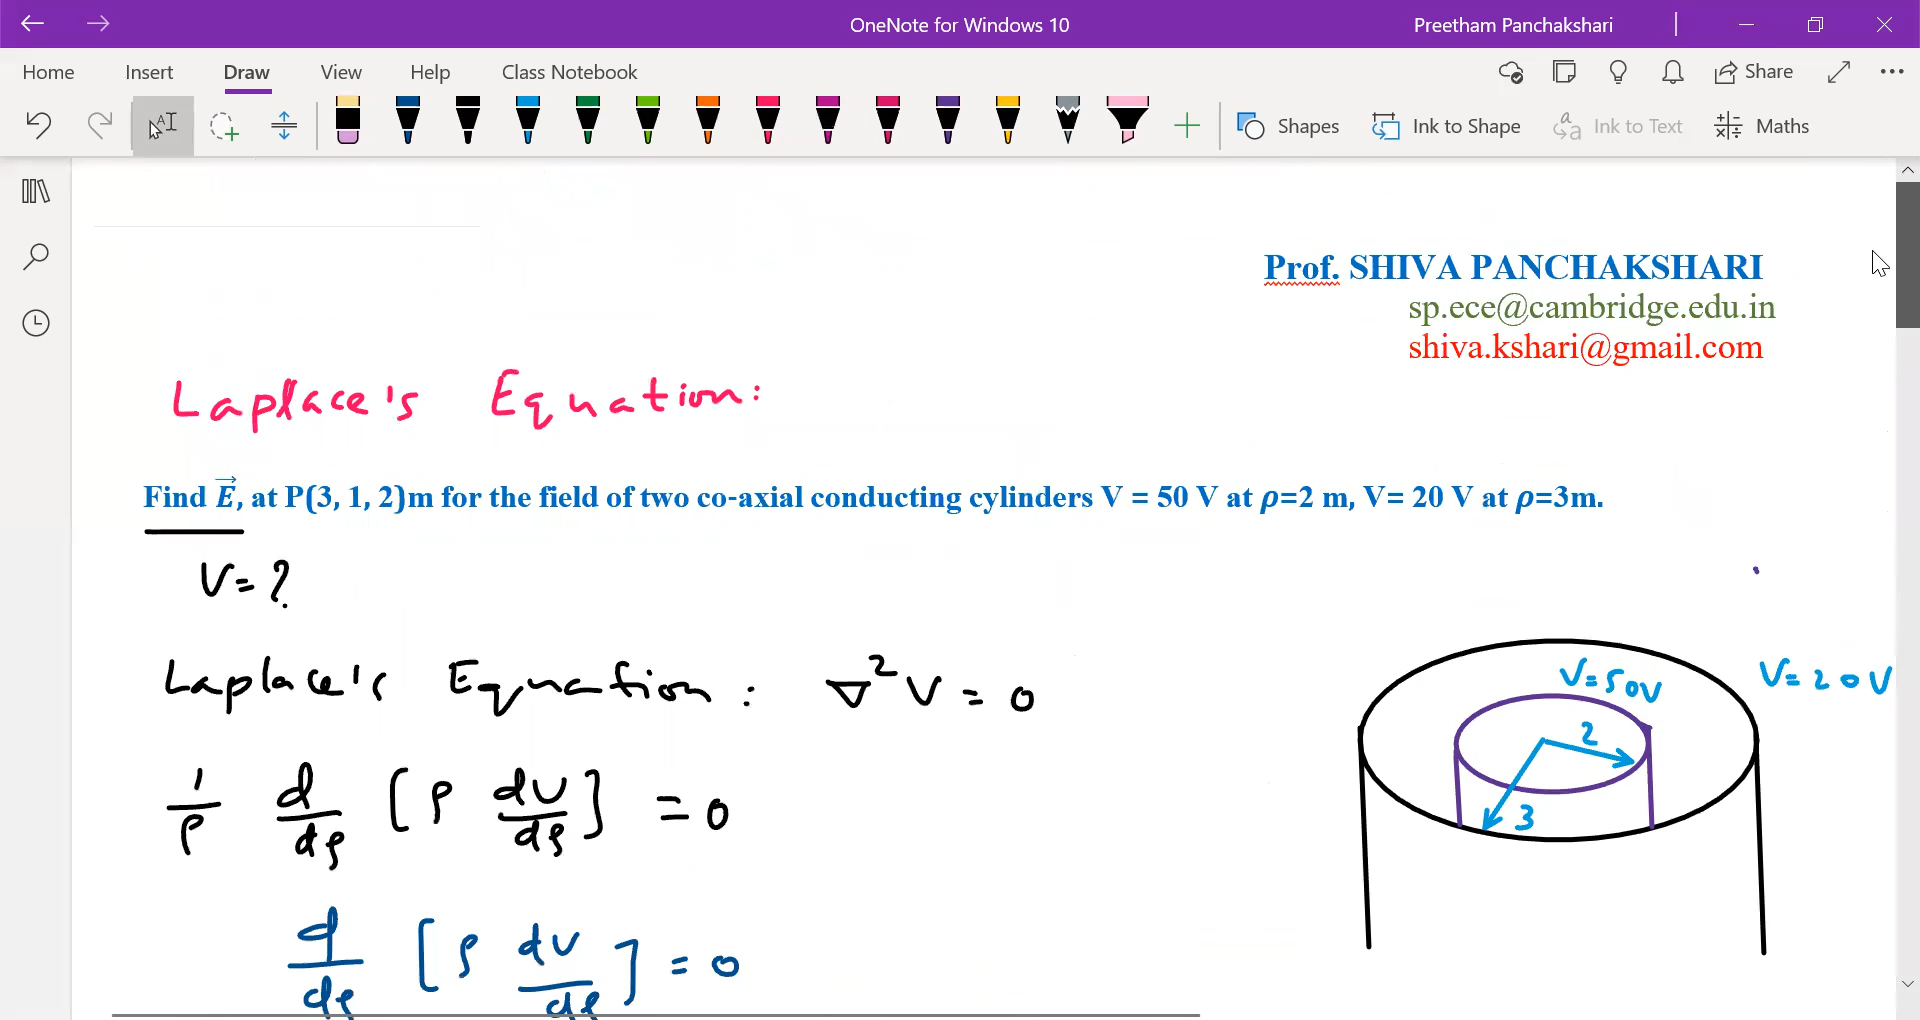 OneNote for Windows 10
Preetham Panchakshari
Home Insert Draw View Help Class Notebook Share
Shapes Ink to Shape Ink to Text Maths
Prof. SHIVA PANCHAKSHARI
sp.ece@cambridge.edu.in
shiva.kshari@gmail.com
Laplace's Equation:
Find E⃗, at P(3, 1, 2)m for the field of two co-axial conducting cylinders V = 50 V at ρ=2 m, V= 20 V at ρ=3m.
V=?
Laplace's Equation: ∇²V = 0
1/ρ d/dρ [ρ dV/dρ] = 0
d/dρ [ρ dV/dρ] = 0
V=50V
V=20V
2
3